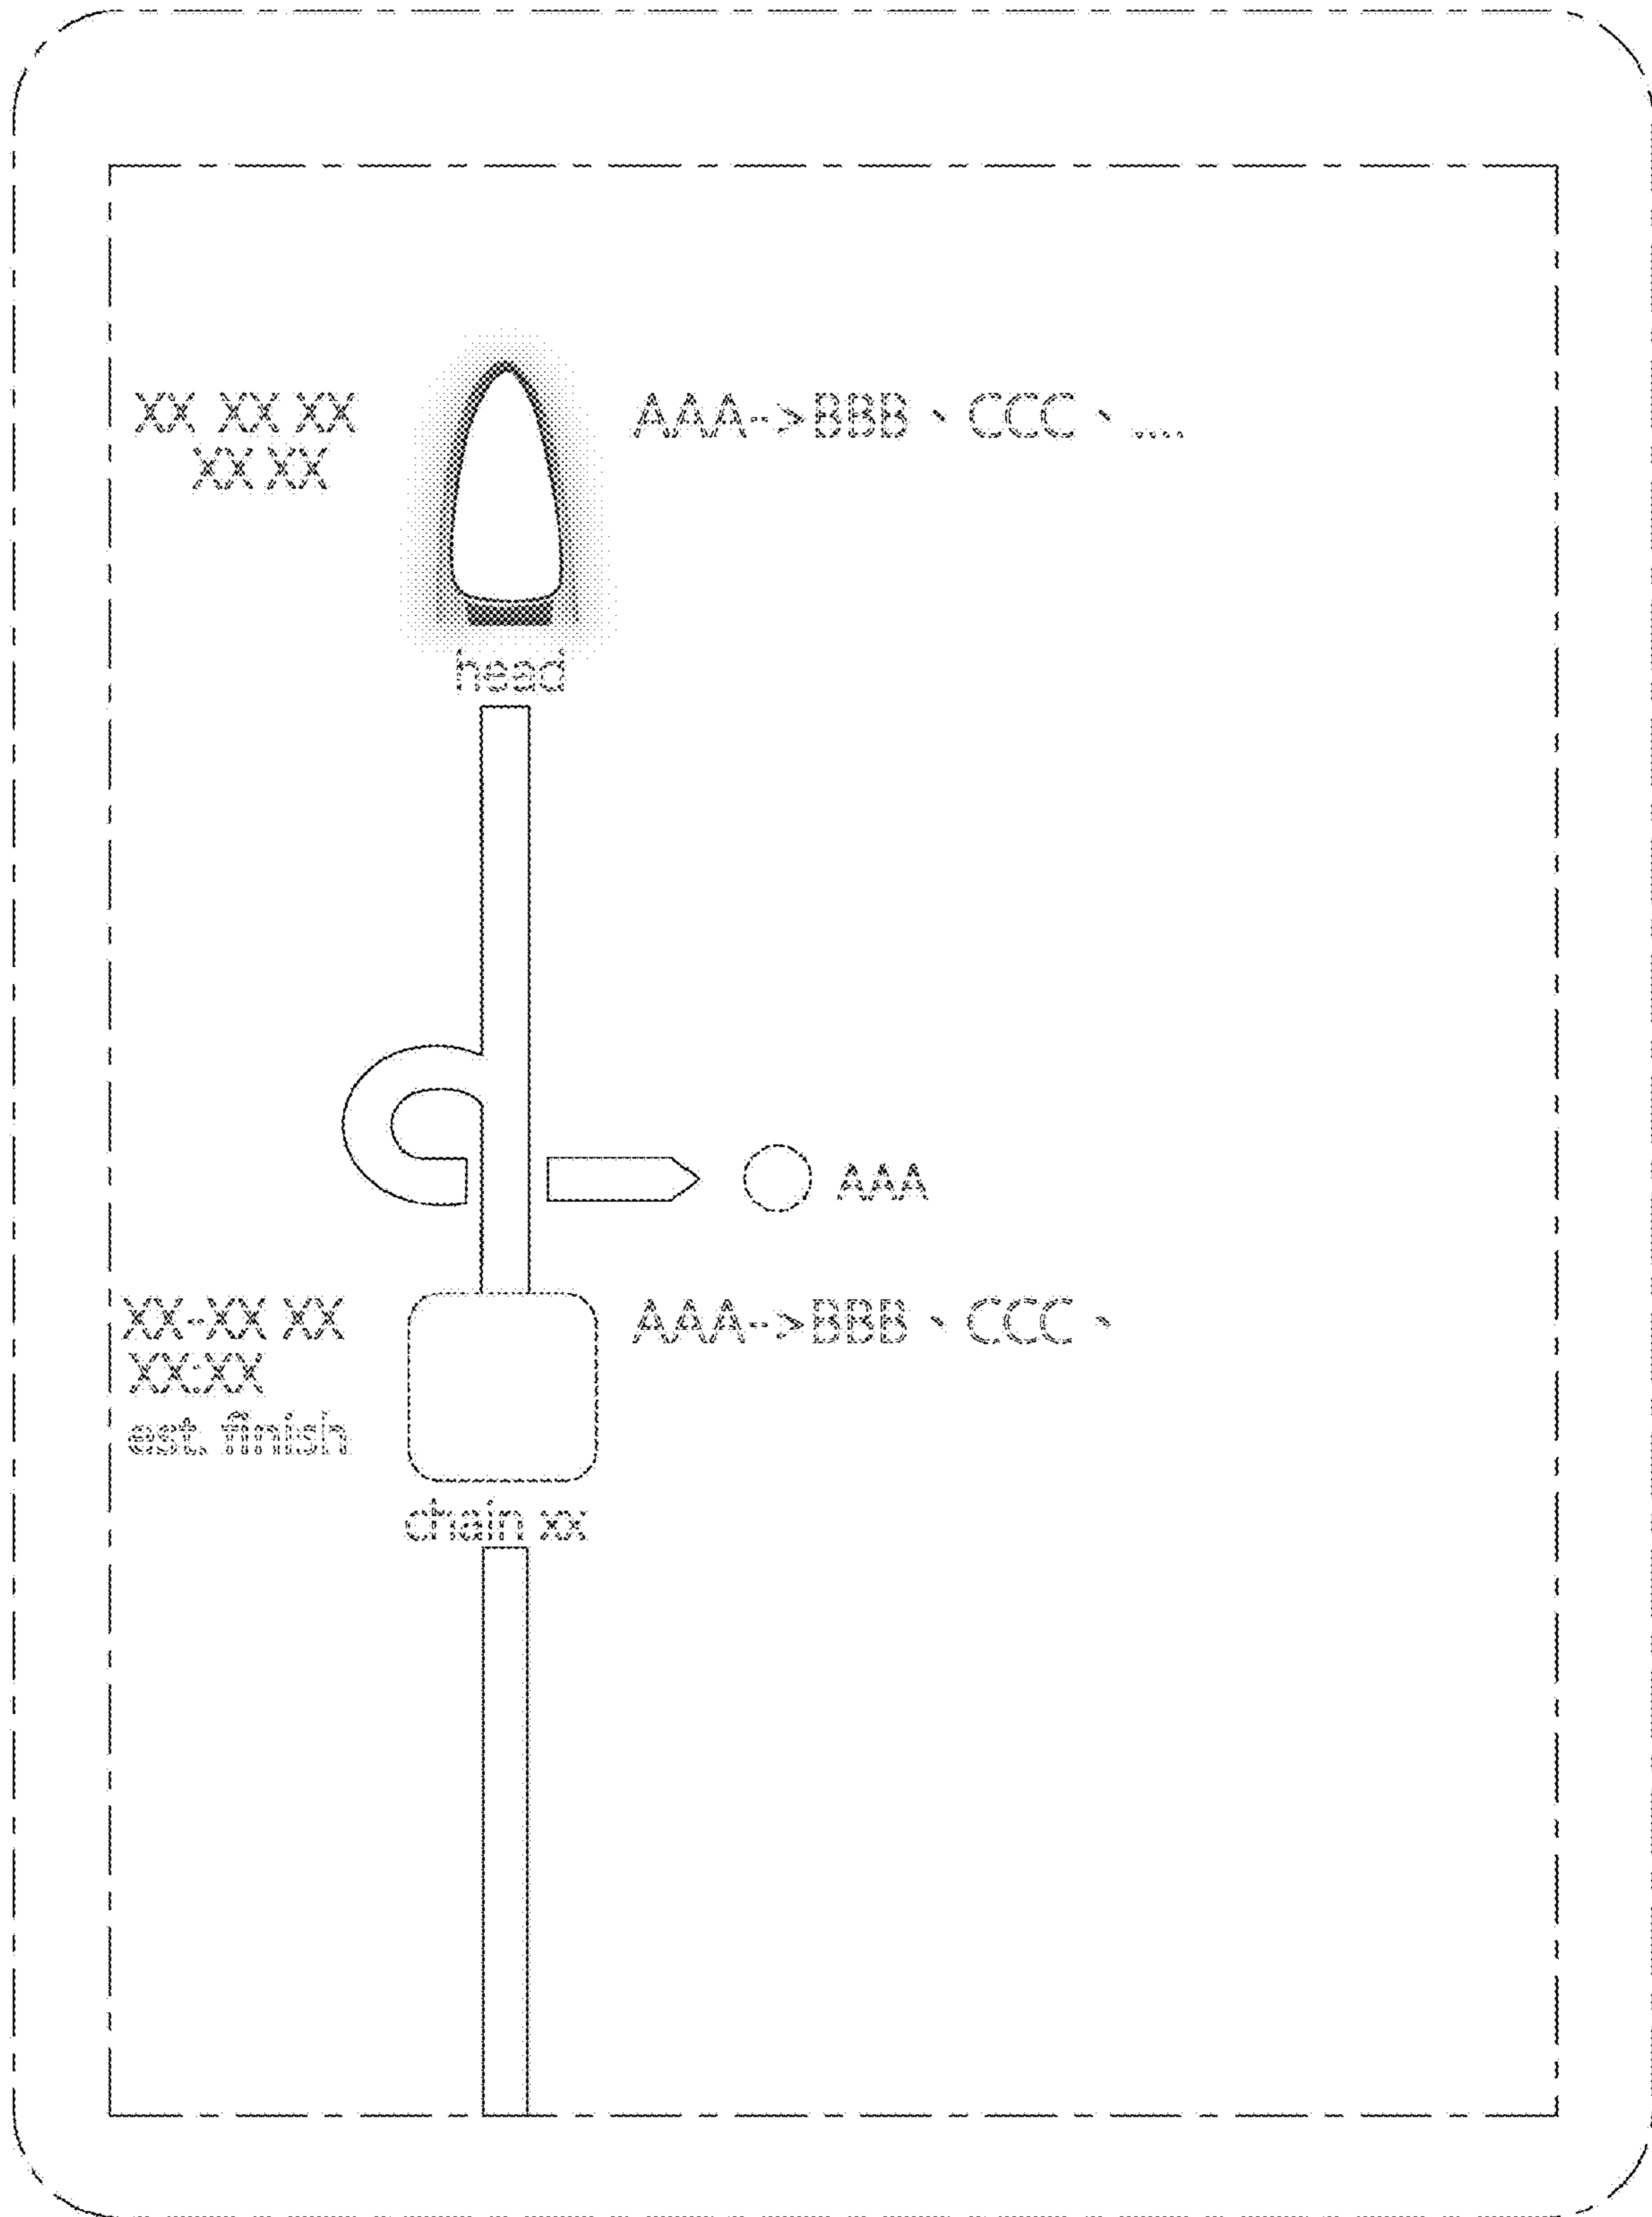 XX XX XX
XX XX
AAA-->BBB、CCC、....
head
AAA
XX-XX XX
XX:XX
est. finish
AAA-->BBB、CCC、
chain xx